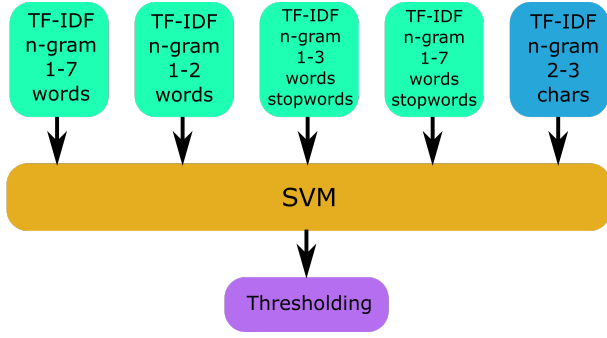 TF-IDF
n-gram
1-7
words
TF-IDF
n-gram
1-2
words
TF-IDF
n-gram
1-3
words
stopwords
TF-IDF
n-gram
1-7
words
stopwords
TF-IDF
n-gram
2-3
chars
SVM
Thresholding